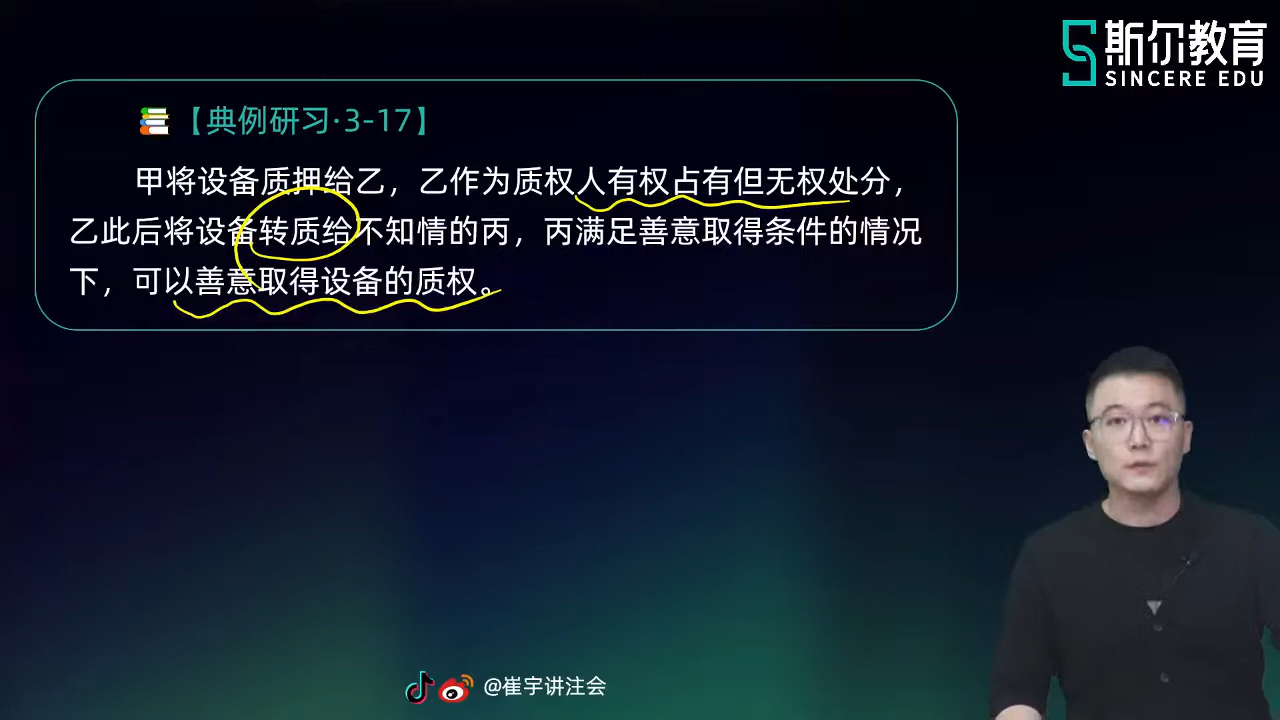 斯尔教育
SINCERE EDU
【典例研习·3-17】
甲将设备质押给乙，乙作为质权人有权占有但无权处分，
乙此后将设备转质给不知情的丙，丙满足善意取得条件的情况
下，可以善意取得设备的质权。
@崔宇讲注会